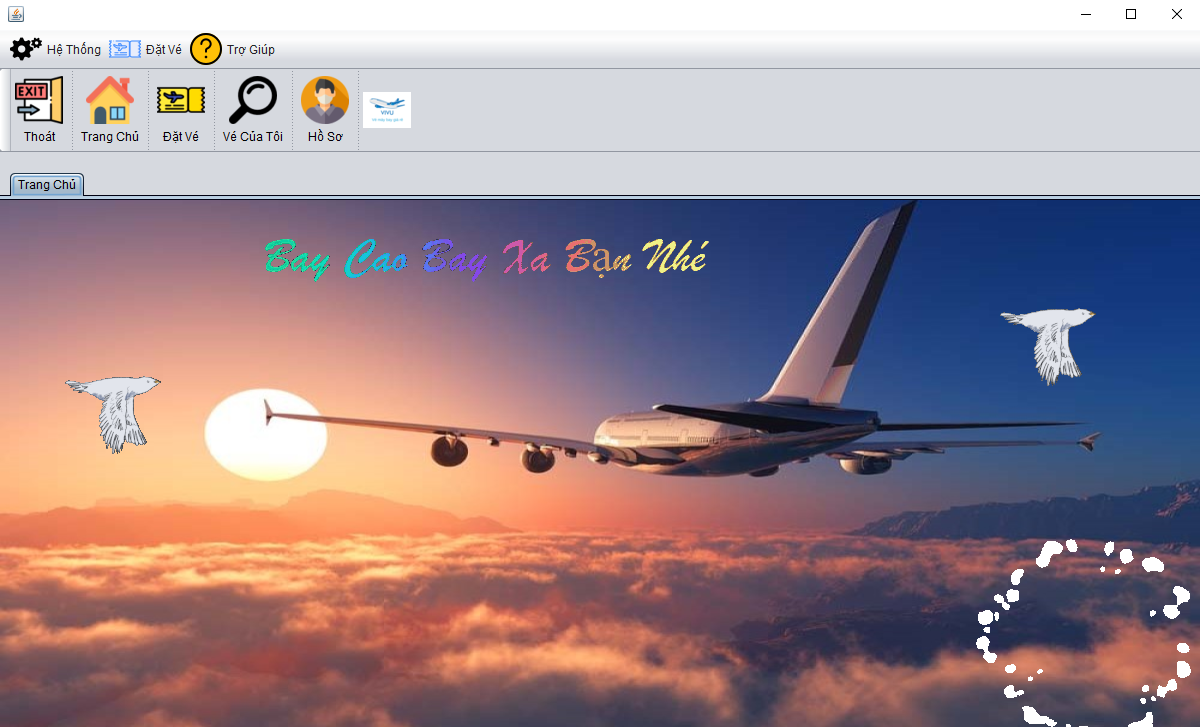 Hệ Thống Đặt Vé ? Trợ Giúp
EXIT
Thoát Trang Chủ Đặt Vé Vé Của Tôi Hồ Sơ
VIVU
Trang Chủ
Bay Cao Bay Xa Bạn Nhé